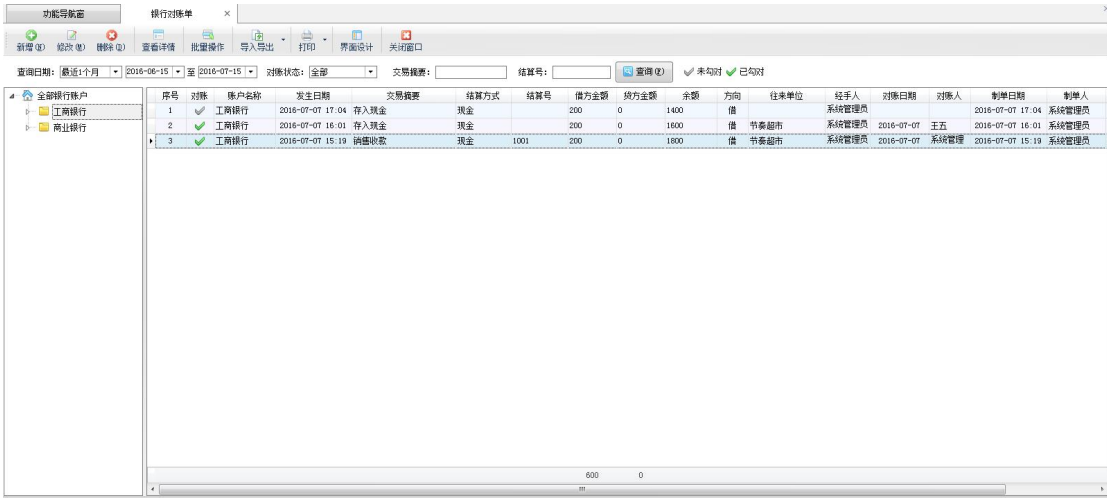 功能导航窗 银行对账单 ×
新增(N) 修改(M) 删除(D) 查看详情 批量操作 导入导出 打印 界面设计 关闭窗口
查询日期: 最近1个月 2016-06-15 至 2016-07-15 对账状态: 全部 交易摘要: 结算号: 查询(F) 未勾对 已勾对
全部银行账户
工商银行
商业银行
序号 对账 账户名称 发生日期 交易摘要 结算方式 结算号 借方金额 贷方金额 余额 方向 往来单位 经手人 对账日期 对账人 制单日期 制单人
1 工商银行 2016-07-07 17:04 存入现金 现金 200 0 1400 借 系统管理员 2016-07-07 17:04 系统管理员
2 工商银行 2016-07-07 16:01 存入现金 现金 200 0 1600 借 节奏超市 系统管理员 2016-07-07 王五 2016-07-07 16:01 系统管理员
3 工商银行 2016-07-07 15:19 销售收款 现金 1001 200 0 1800 借 节奏超市 系统管理员 2016-07-07 系统管理 2016-07-07 15:19 系统管理员
600 0